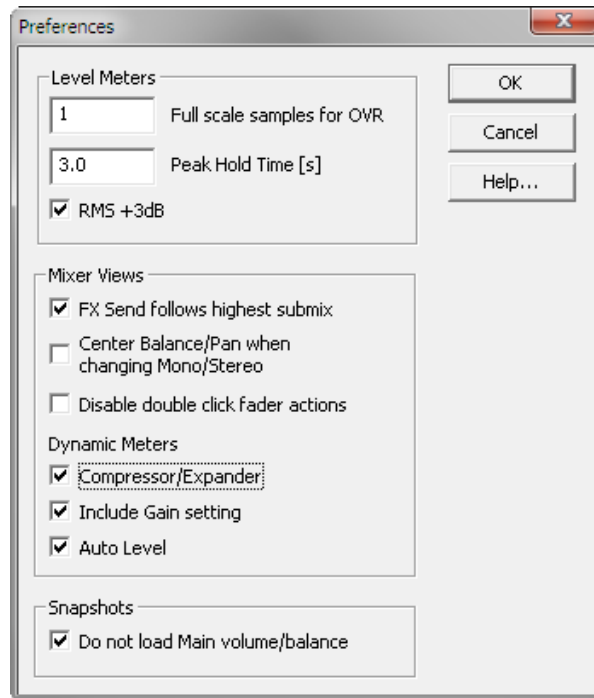 Preferences
Level Meters
1 Full scale samples for OVR
3.0 Peak Hold Time [s]
RMS +3dB
OK
Cancel
Help...
Mixer Views
FX Send follows highest submix
Center Balance/Pan when
changing Mono/Stereo
Disable double click fader actions
Dynamic Meters
Compressor/Expander
Include Gain setting
Auto Level
Snapshots
Do not load Main volume/balance